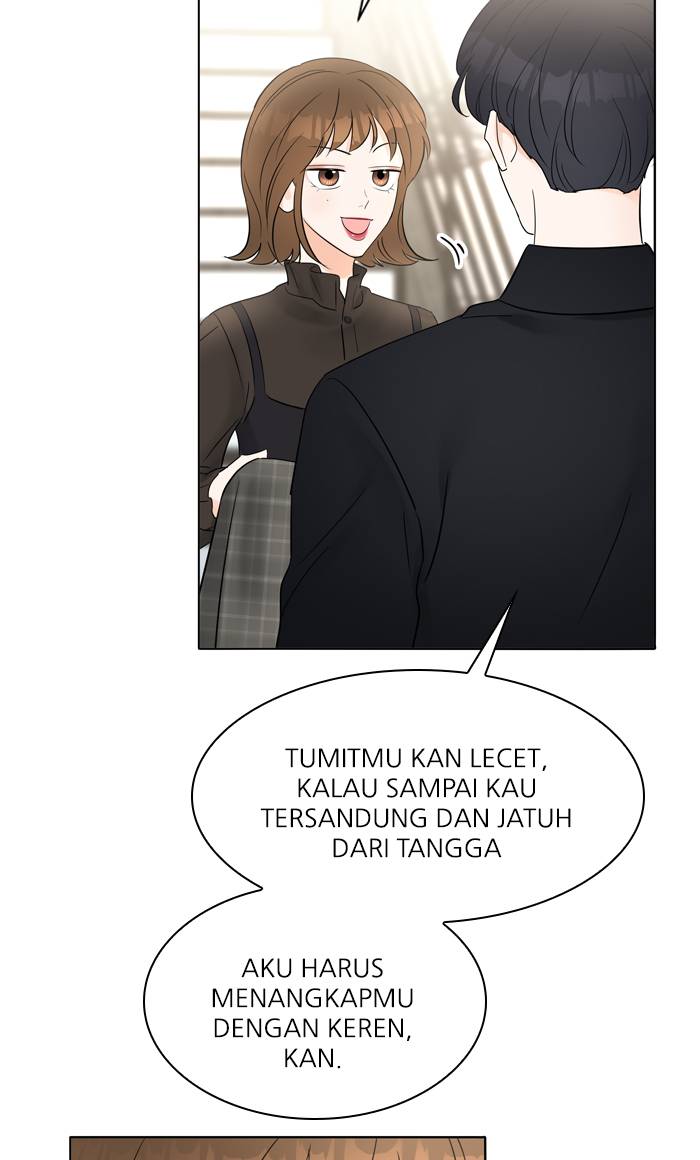 TUMITMU KAN LECET,
KALAU SAMPAI KAU
TERSANDUNG DAN JATUH
DARI TANGGA
AKU HARUS
MENANGKAPMU
DENGAN KEREN,
KAN.